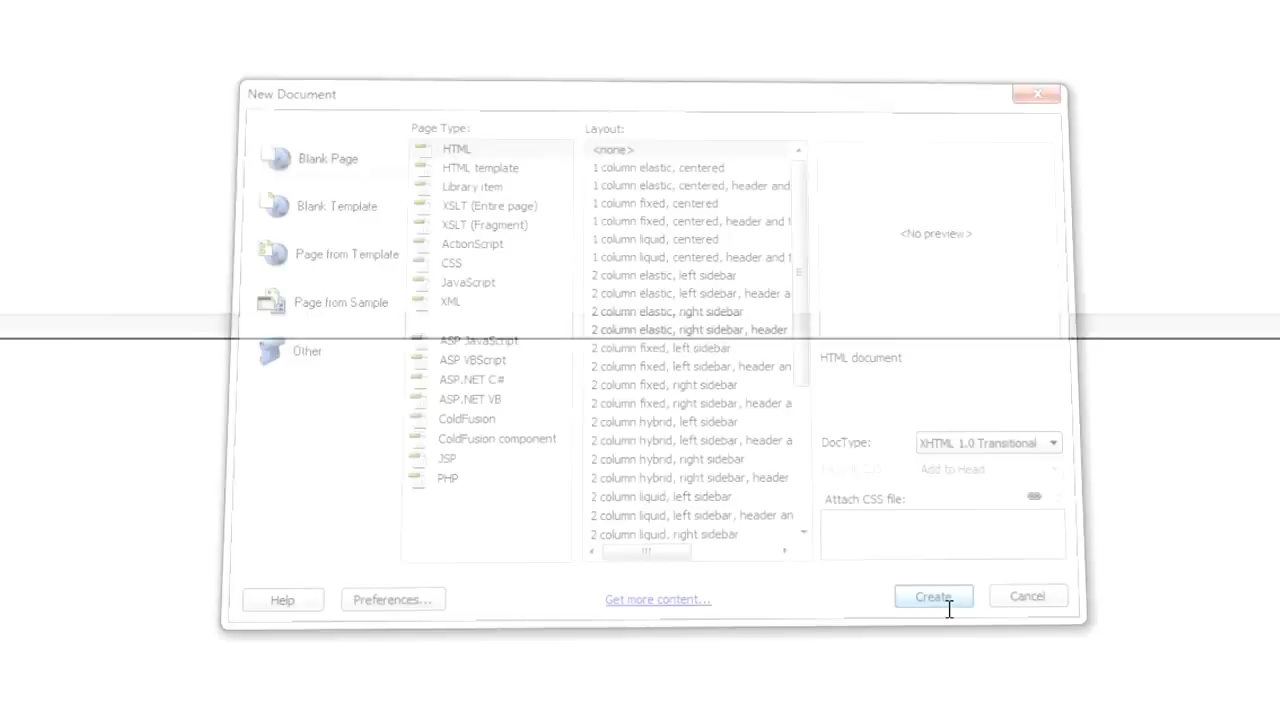 New Document
Blank Page
Blank Template
Page from Template
Page from Sample
Other
Page Type:
HTML
HTML template
Library item
XSLT (Entire page)
XSLT (Fragment)
ActionScript
CSS
JavaScript
XML
ASP JavaScript
ASP VBScript
ASP.NET C#
ASP.NET VB
ColdFusion
ColdFusion component
JSP
PHP
Layout:
<none>
1 column elastic, centered
1 column elastic, centered, header and
1 column fixed, centered
1 column fixed, centered, header and f
1 column liquid, centered
1 column liquid, centered, header and f
2 column elastic, left sidebar
2 column elastic, left sidebar, header a
2 column elastic, right sidebar
2 column elastic, right sidebar, header
2 column fixed, left sidebar
2 column fixed, left sidebar, header an
2 column fixed, right sidebar
2 column fixed, right sidebar, header a
2 column hybrid, left sidebar
2 column hybrid, left sidebar, header a
2 column hybrid, right sidebar
2 column hybrid, right sidebar, header
2 column liquid, left sidebar
2 column liquid, left sidebar, header an
2 column liquid, right sidebar
<No preview>
HTML document
DocType:
XHTML 1.0 Transitional
Add to Head
Attach CSS file:
Help
Preferences...
Get more content...
Create
Cancel